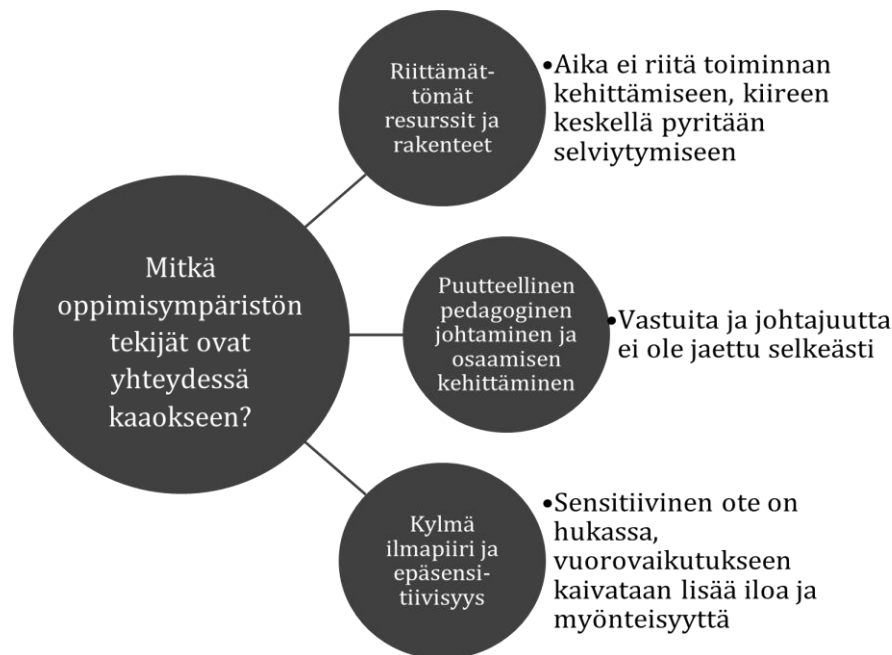 Mitkä
oppimisympäristön
tekijät ovat
yhteydessä
kaaokseen?
Riittämät-
tömät
resurssit ja
rakenteet
•Aika ei riitä toiminnan
kehittämiseen, kiireen
keskellä pyritään
selviytymiseen
Puutteellinen
pedagoginen
johtaminen ja
osaamisen
kehittäminen
•Vastuita ja johtajuutta
ei ole jaettu selkeästi
Kylmä
ilmapiiri ja
epäsensi-
tiivisyys
•Sensitiivinen ote on
hukassa,
vuorovaikutukseen
kaivataan lisää iloa ja
myönteisyyttä